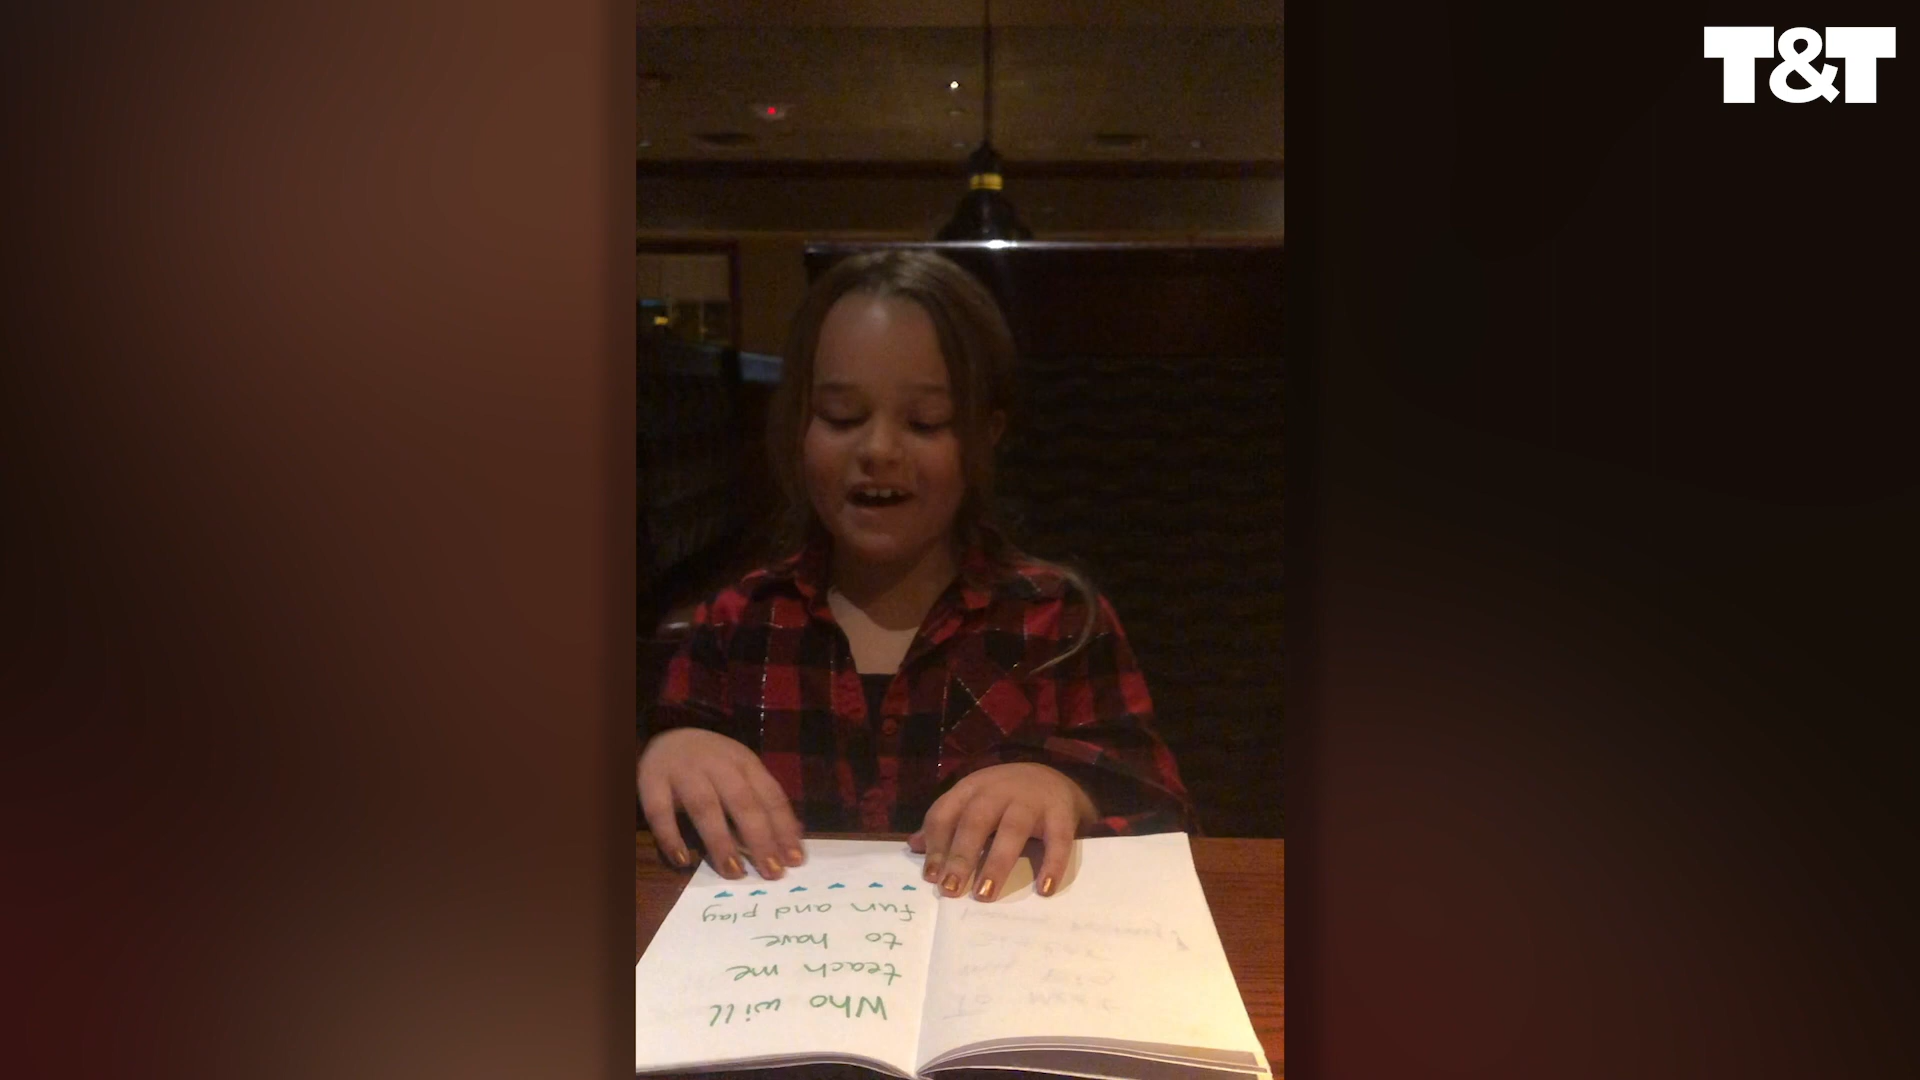 T&T
Who will
teach me
to have
fun and play